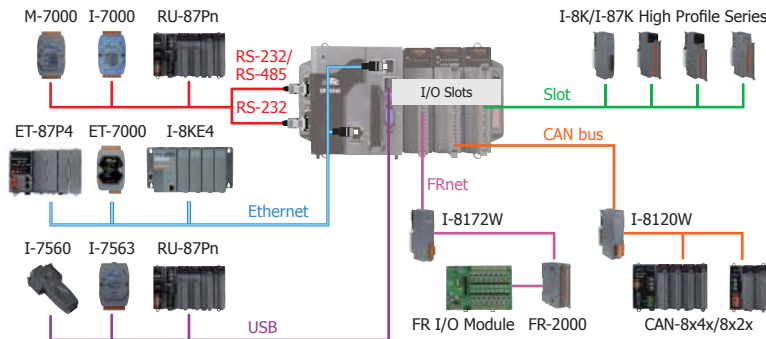 M-7000 I-7000 RU-87Pn
I-8K/I-87K High Profile Series
RS-232/
RS-485
I/O Slots
Slot
RS-232
ET-87P4 ET-7000 I-8KE4
CAN bus
FRnet
Ethernet
I-8172W
I-8120W
I-7560 I-7563 RU-87Pn
USB
FR I/O Module FR-2000 CAN-8x4x/8x2x